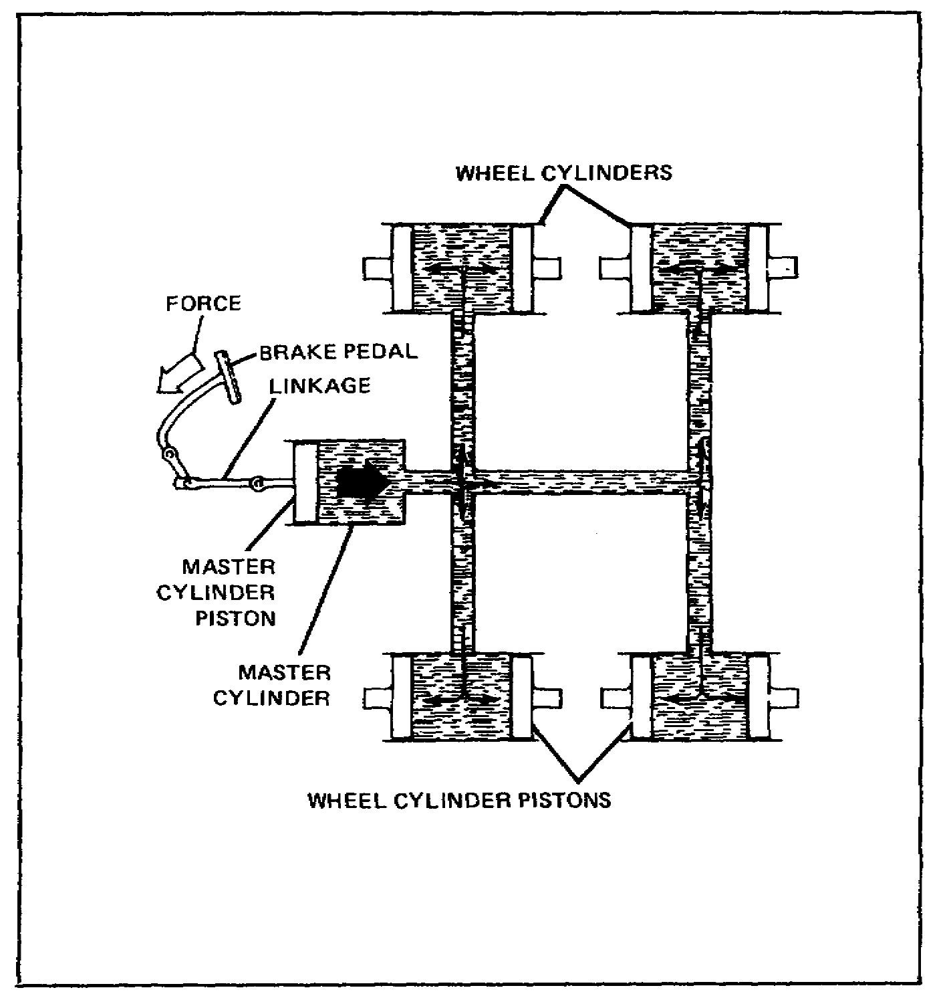 WHEEL CYLINDERS
FORCE
BRAKE PEDAL
LINKAGE
MASTER
CYLINDER
PISTON
MASTER
CYLINDER
WHEEL CYLINDER PISTONS